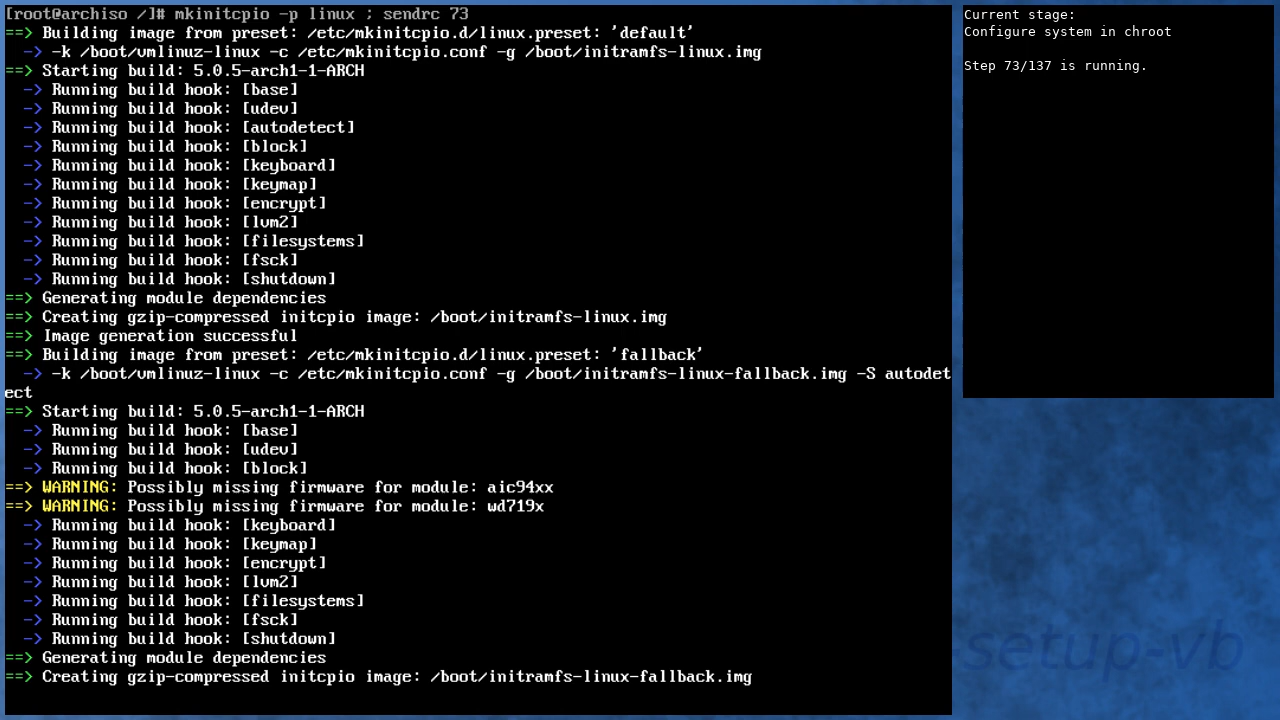 [root@archiso /]# mkinitcpio -p linux ; sendrc 73
==> Building image from preset: /etc/mkinitcpio.d/linux.preset: 'default'
  -> -k /boot/vmlinuz-linux -c /etc/mkinitcpio.conf -g /boot/initramfs-linux.img
==> Starting build: 5.0.5-arch1-1-ARCH
  -> Running build hook: [base]
  -> Running build hook: [udev]
  -> Running build hook: [autodetect]
  -> Running build hook: [block]
  -> Running build hook: [keyboard]
  -> Running build hook: [keymap]
  -> Running build hook: [encrypt]
  -> Running build hook: [lvm2]
  -> Running build hook: [filesystems]
  -> Running build hook: [fsck]
  -> Running build hook: [shutdown]
==> Generating module dependencies
==> Creating gzip-compressed initcpio image: /boot/initramfs-linux.img
==> Image generation successful
==> Building image from preset: /etc/mkinitcpio.d/linux.preset: 'fallback'
  -> -k /boot/vmlinuz-linux -c /etc/mkinitcpio.conf -g /boot/initramfs-linux-fallback.img -S autodet
ect
==> Starting build: 5.0.5-arch1-1-ARCH
  -> Running build hook: [base]
  -> Running build hook: [udev]
  -> Running build hook: [block]
==> WARNING: Possibly missing firmware for module: aic94xx
==> WARNING: Possibly missing firmware for module: wd719x
  -> Running build hook: [keyboard]
  -> Running build hook: [keymap]
  -> Running build hook: [encrypt]
  -> Running build hook: [lvm2]
  -> Running build hook: [filesystems]
  -> Running build hook: [fsck]
  -> Running build hook: [shutdown]
==> Generating module dependencies
==> Creating gzip-compressed initcpio image: /boot/initramfs-linux-fallback.img
Current stage:
Configure system in chroot
Step 73/137 is running.
-setup-vb